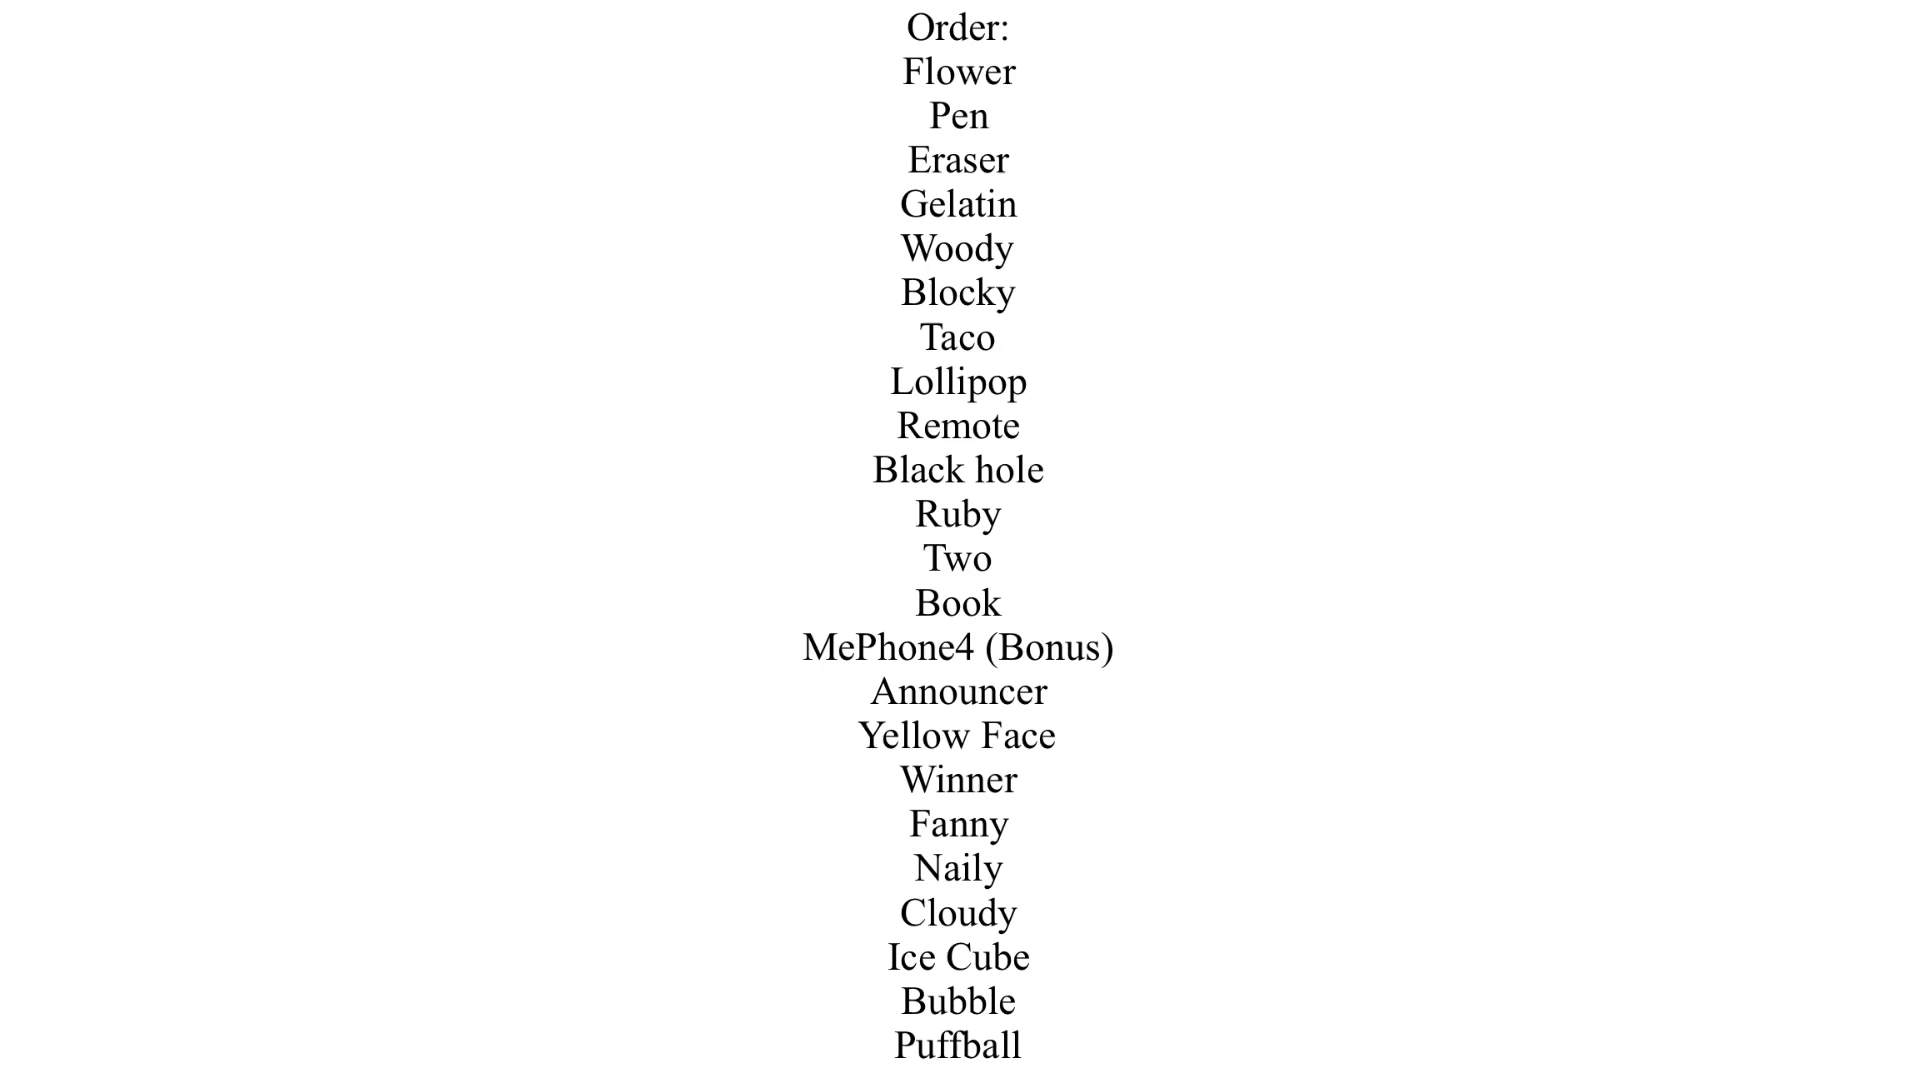 Order:
Flower
Pen
Eraser
Gelatin
Woody
Blocky
Taco
Lollipop
Remote
Black hole
Ruby
Two
Book
MePhone4 (Bonus)
Announcer
Yellow Face
Winner
Fanny
Naily
Cloudy
Ice Cube
Bubble
Puffball